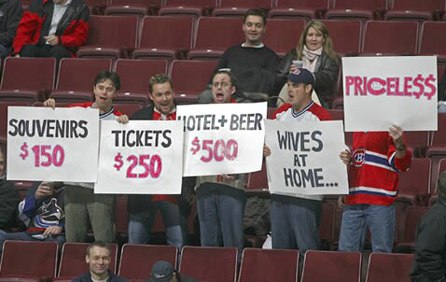 SOUVENIRS
$150
TICKETS
$250
HOTEL + BEER
$500
WIVES
AT
HOME...
PRICELE$$